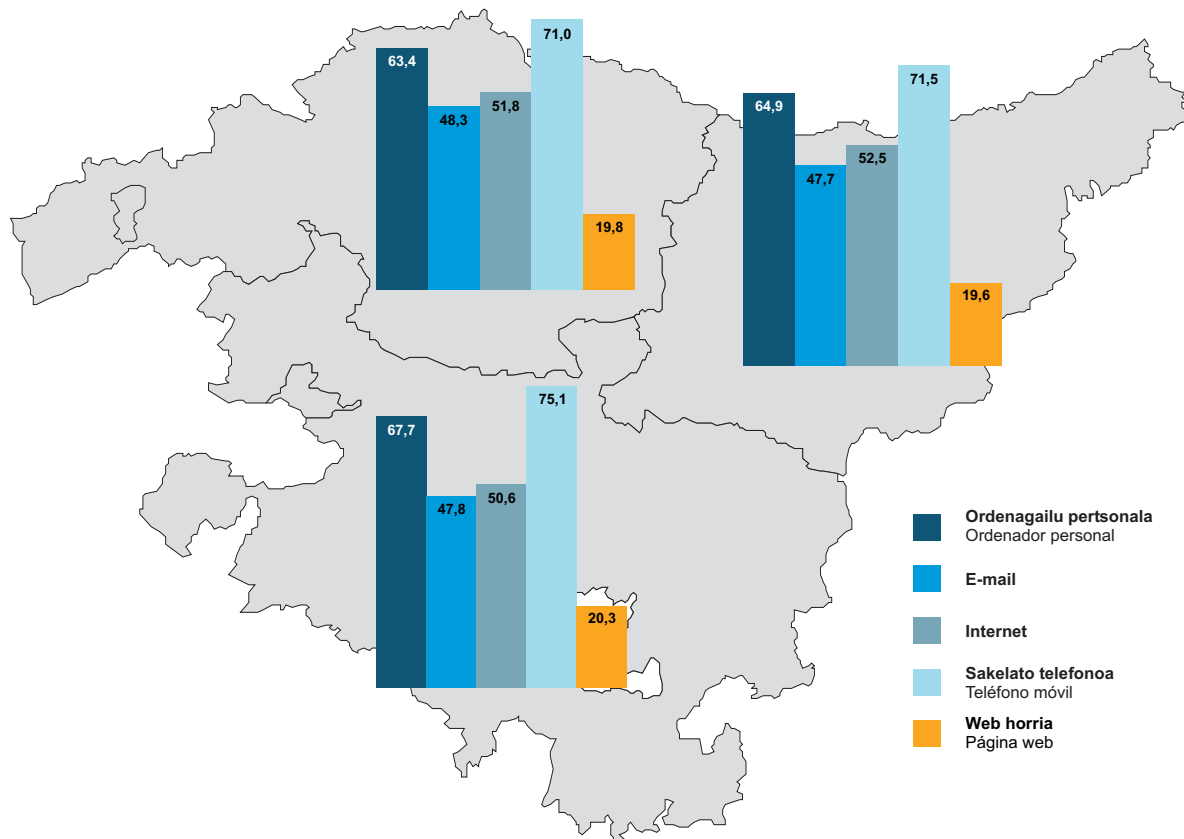 71,0
63,4
51,8
48,3
19,8
71,5
64,9
52,5
47,7
19,6
75,1
67,7
50,6
47,8
20,3
Ordenagailu pertsonala
Ordenador personal
E-mail
Internet
Sakelato telefonoa
Teléfono móvil
Web horria
Página web